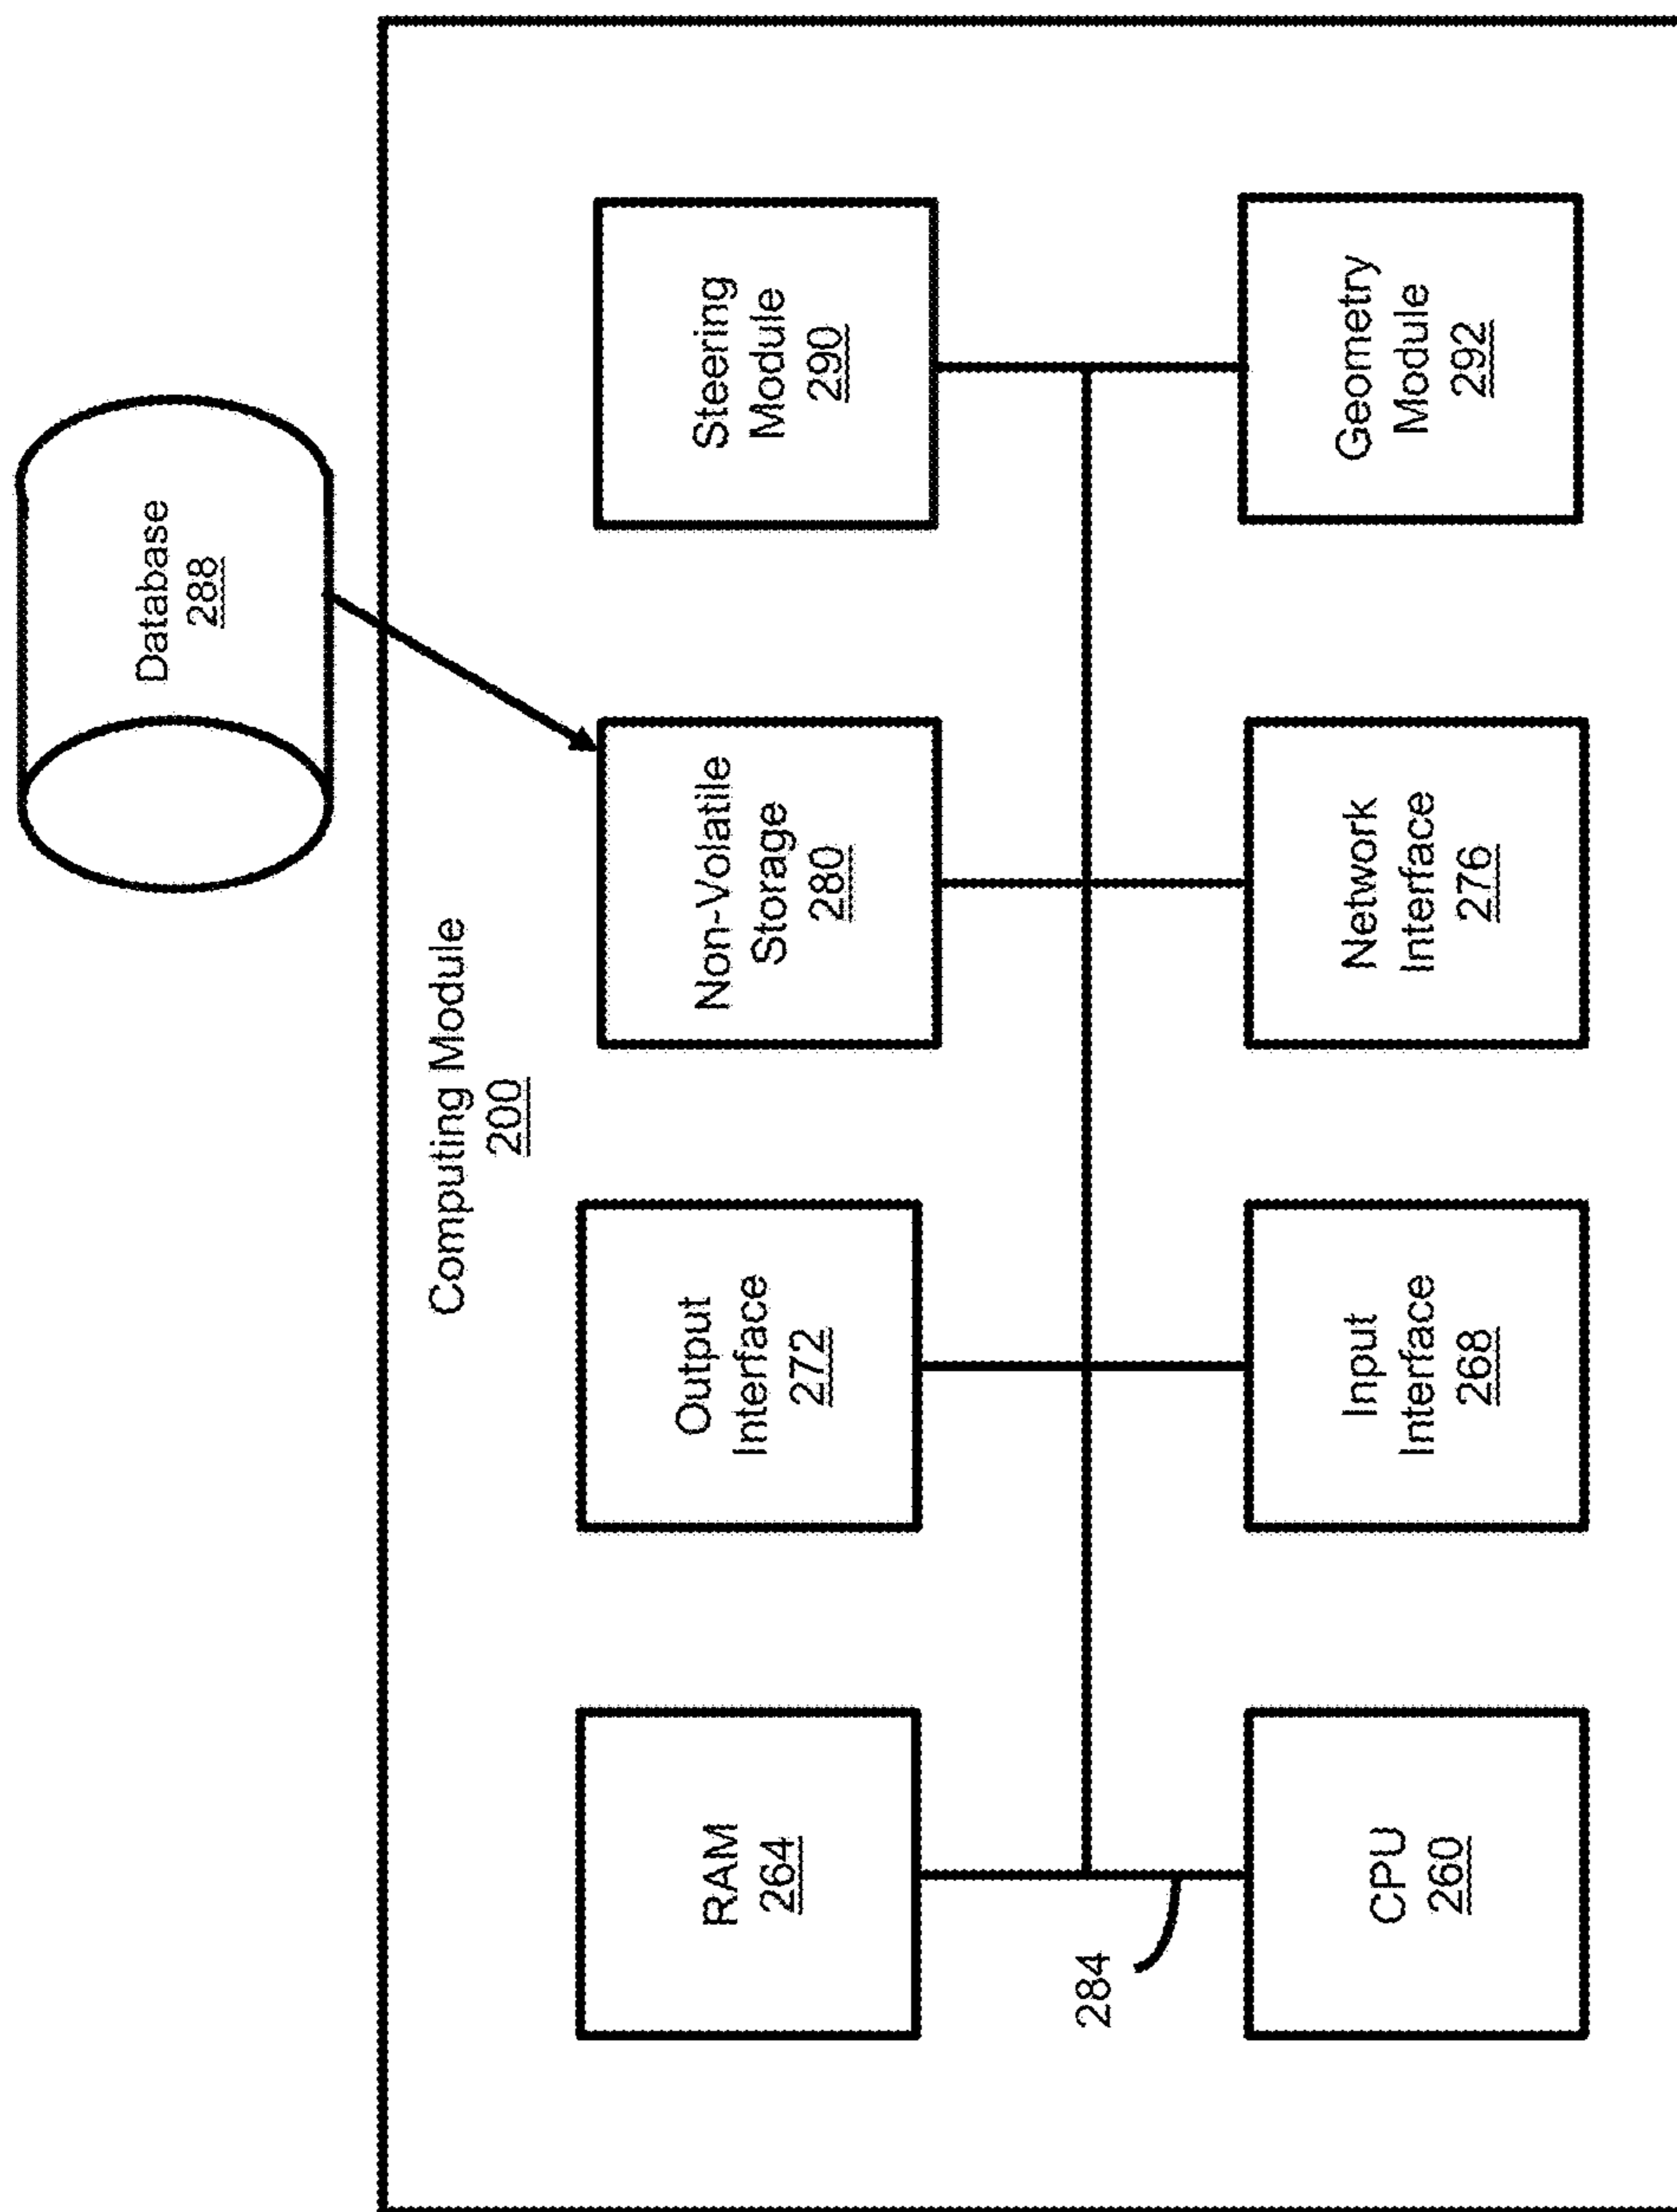 Database
288
Computing Module
200
RAM
264
Output
Interface
272
Non-Volatile
Storage
280
Steering
Module
290
284
CPU
260
Input
Interface
268
Network
Interface
276
Geometry
Module
292